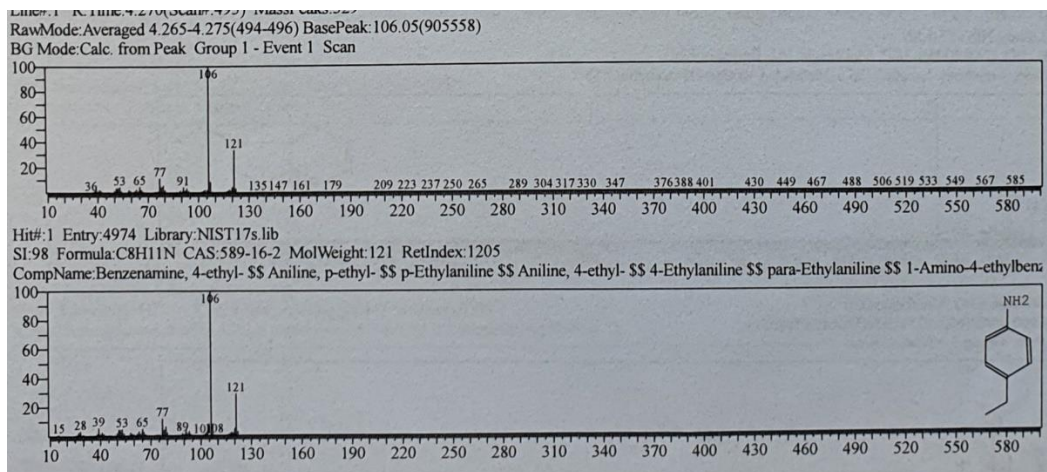 RawMode:Averaged 4.265-4.275(494-496) BasePeak:106.05(905558)
BG Mode:Calc. from Peak Group 1 - Event 1 Scan
100
80
60
40
20
106
121
36 53 65 77 91 135 147 161 179 209 223 237 250 265 289 304 317 330 347 376 388 401 430 449 467 488 506 519 533 549 567 585
10 40 70 100 130 160 190 220 250 280 310 340 370 400 430 460 490 520 550 580
Hit#:1 Entry:4974 Library:NIST17s.lib
SI:98 Formula:C8H11N CAS:589-16-2 MolWeight:121 RetIndex:1205
CompName:Benzenamine, 4-ethyl- $$ Aniline, p-ethyl- $$ p-Ethylaniline $$ Aniline, 4-ethyl- $$ 4-Ethylaniline $$ para-Ethylaniline $$ 1-Amino-4-ethylbenz
100
80
60
40
20
106
NH2
121
15 28 39 53 65 77 89
10 40 70 100 130 160 190 220 250 280 310 340 370 400 430 460 490 520 550 580